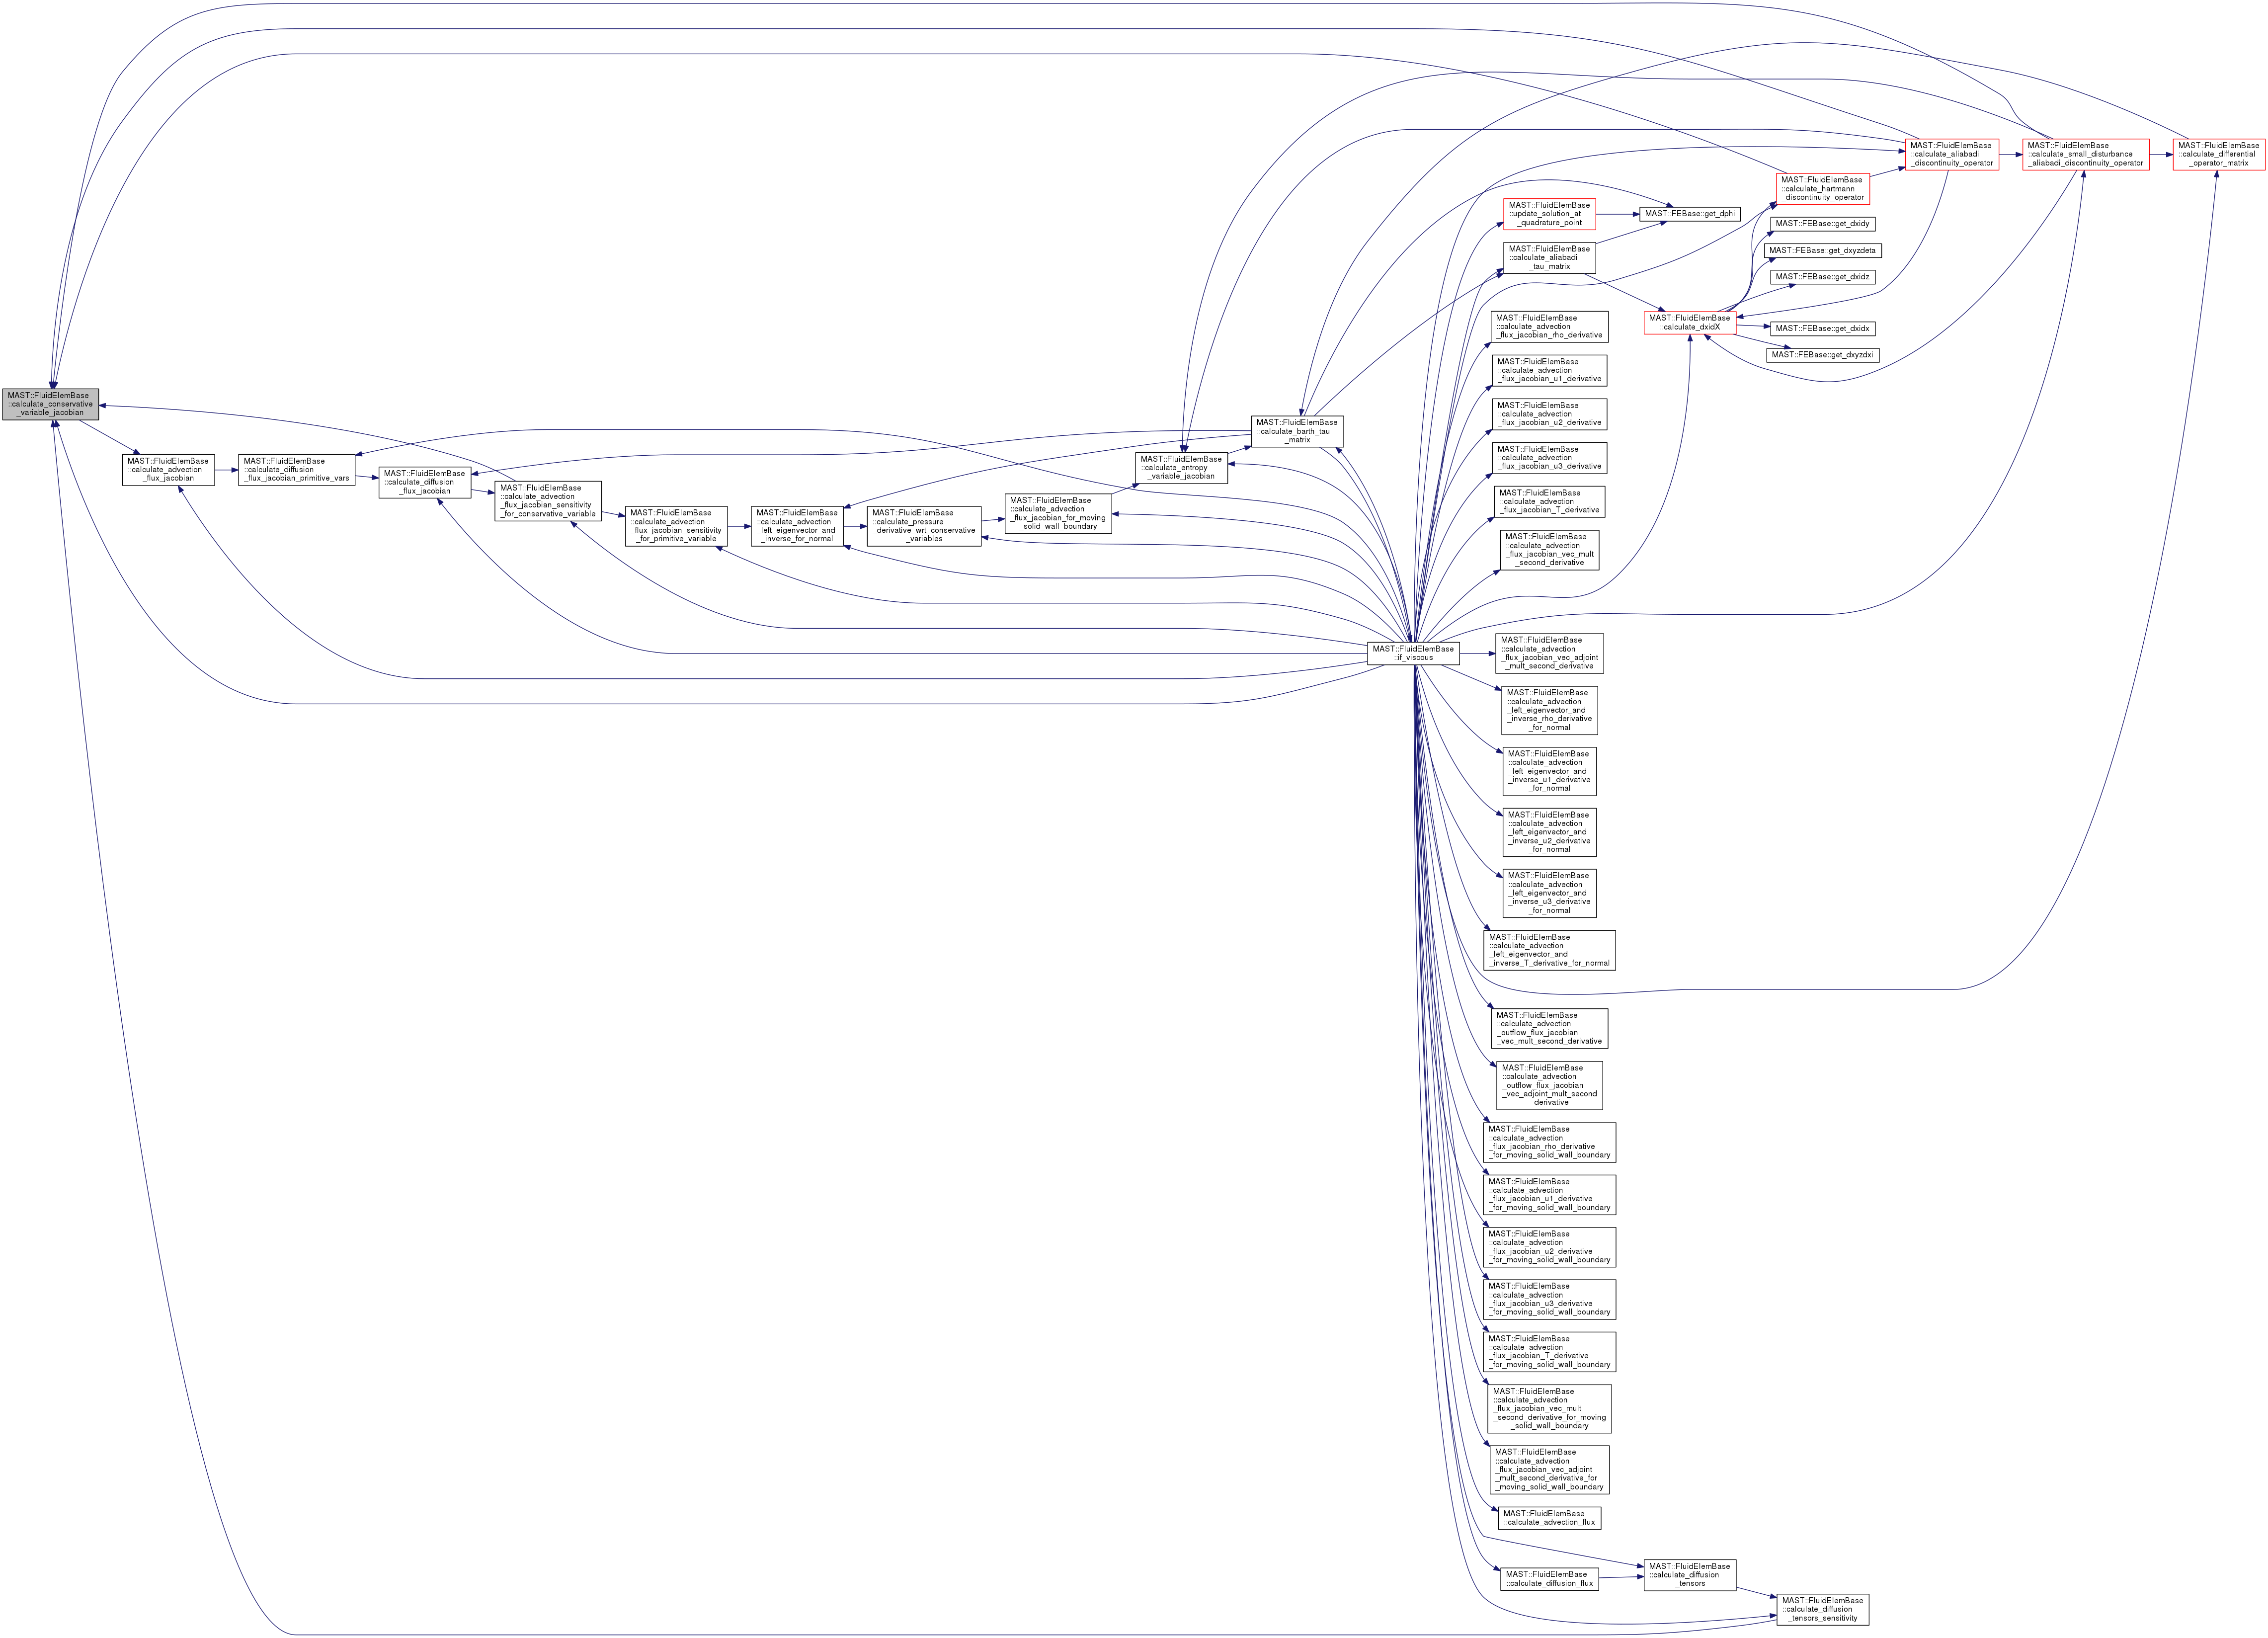 MAST::FluidElemBase
::calculate_conservative
_variable_jacobian
MAST::FluidElemBase
::calculate_advection
_flux_jacobian
MAST::FluidElemBase
::calculate_diffusion
_flux_jacobian_primitive_vars
MAST::FluidElemBase
::calculate_diffusion
_flux_jacobian
MAST::FluidElemBase
::calculate_advection
_flux_jacobian_sensitivity
_for_conservative_variable
MAST::FluidElemBase
::calculate_advection
_flux_jacobian_sensitivity
_for_primitive_variable
MAST::FluidElemBase
::calculate_advection
_left_eigenvector_and
_inverse_for_normal
MAST::FluidElemBase
::calculate_pressure
_derivative_wrt_conservative
_variables
MAST::FluidElemBase
::calculate_advection
_flux_jacobian_for_moving
_solid_wall_boundary
MAST::FluidElemBase
::calculate_entropy
_variable_jacobian
MAST::FluidElemBase
::calculate_barth_tau
_matrix
MAST::FluidElemBase
::if_viscous
MAST::FluidElemBase
::update_solution_at
_quadrature_point
MAST::FluidElemBase
::calculate_aliabadi
_tau_matrix
MAST::FluidElemBase
::calculate_advection
_flux_jacobian_rho_derivative
MAST::FluidElemBase
::calculate_advection
_flux_jacobian_u1_derivative
MAST::FluidElemBase
::calculate_advection
_flux_jacobian_u2_derivative
MAST::FluidElemBase
::calculate_advection
_flux_jacobian_u3_derivative
MAST::FluidElemBase
::calculate_advection
_flux_jacobian_T_derivative
MAST::FluidElemBase
::calculate_advection
_flux_jacobian_vec_mult
_second_derivative
MAST::FluidElemBase
::calculate_advection
_flux_jacobian_vec_adjoint
_mult_second_derivative
MAST::FluidElemBase
::calculate_advection
_left_eigenvector_and
_inverse_rho_derivative
_for_normal
MAST::FluidElemBase
::calculate_advection
_left_eigenvector_and
_inverse_u1_derivative
_for_normal
MAST::FluidElemBase
::calculate_advection
_left_eigenvector_and
_inverse_u2_derivative
_for_normal
MAST::FluidElemBase
::calculate_advection
_left_eigenvector_and
_inverse_u3_derivative
_for_normal
MAST::FluidElemBase
::calculate_advection
_left_eigenvector_and
_inverse_T_derivative_for_normal
MAST::FluidElemBase
::calculate_advection
_outflow_flux_jacobian
_vec_mult_second_derivative
MAST::FluidElemBase
::calculate_advection
_outflow_flux_jacobian
_vec_adjoint_mult_second
_derivative
MAST::FluidElemBase
::calculate_advection
_flux_jacobian_rho_derivative
_for_moving_solid_wall_boundary
MAST::FluidElemBase
::calculate_advection
_flux_jacobian_u1_derivative
_for_moving_solid_wall_boundary
MAST::FluidElemBase
::calculate_advection
_flux_jacobian_u2_derivative
_for_moving_solid_wall_boundary
MAST::FluidElemBase
::calculate_advection
_flux_jacobian_u3_derivative
_for_moving_solid_wall_boundary
MAST::FluidElemBase
::calculate_advection
_flux_jacobian_T_derivative
_for_moving_solid_wall_boundary
MAST::FluidElemBase
::calculate_advection
_flux_jacobian_vec_mult
_second_derivative_for_moving
_solid_wall_boundary
MAST::FluidElemBase
::calculate_advection
_flux_jacobian_vec_adjoint
_mult_second_derivative_for
_moving_solid_wall_boundary
MAST::FluidElemBase
::calculate_advection_flux
MAST::FluidElemBase
::calculate_diffusion_flux
MAST::FluidElemBase
::calculate_diffusion
_tensors
MAST::FluidElemBase
::calculate_diffusion
_tensors_sensitivity
MAST::FEBase::get_dphi
MAST::FluidElemBase
::calculate_dxidX
MAST::FluidElemBase
::calculate_hartmann
_discontinuity_operator
MAST::FEBase::get_dxidy
MAST::FEBase::get_dxyzdeta
MAST::FEBase::get_dxidz
MAST::FEBase::get_dxidx
MAST::FEBase::get_dxyzdxi
MAST::FluidElemBase
::calculate_aliabadi
_discontinuity_operator
MAST::FluidElemBase
::calculate_small_disturbance
_aliabadi_discontinuity_operator
MAST::FluidElemBase
::calculate_differential
_operator_matrix